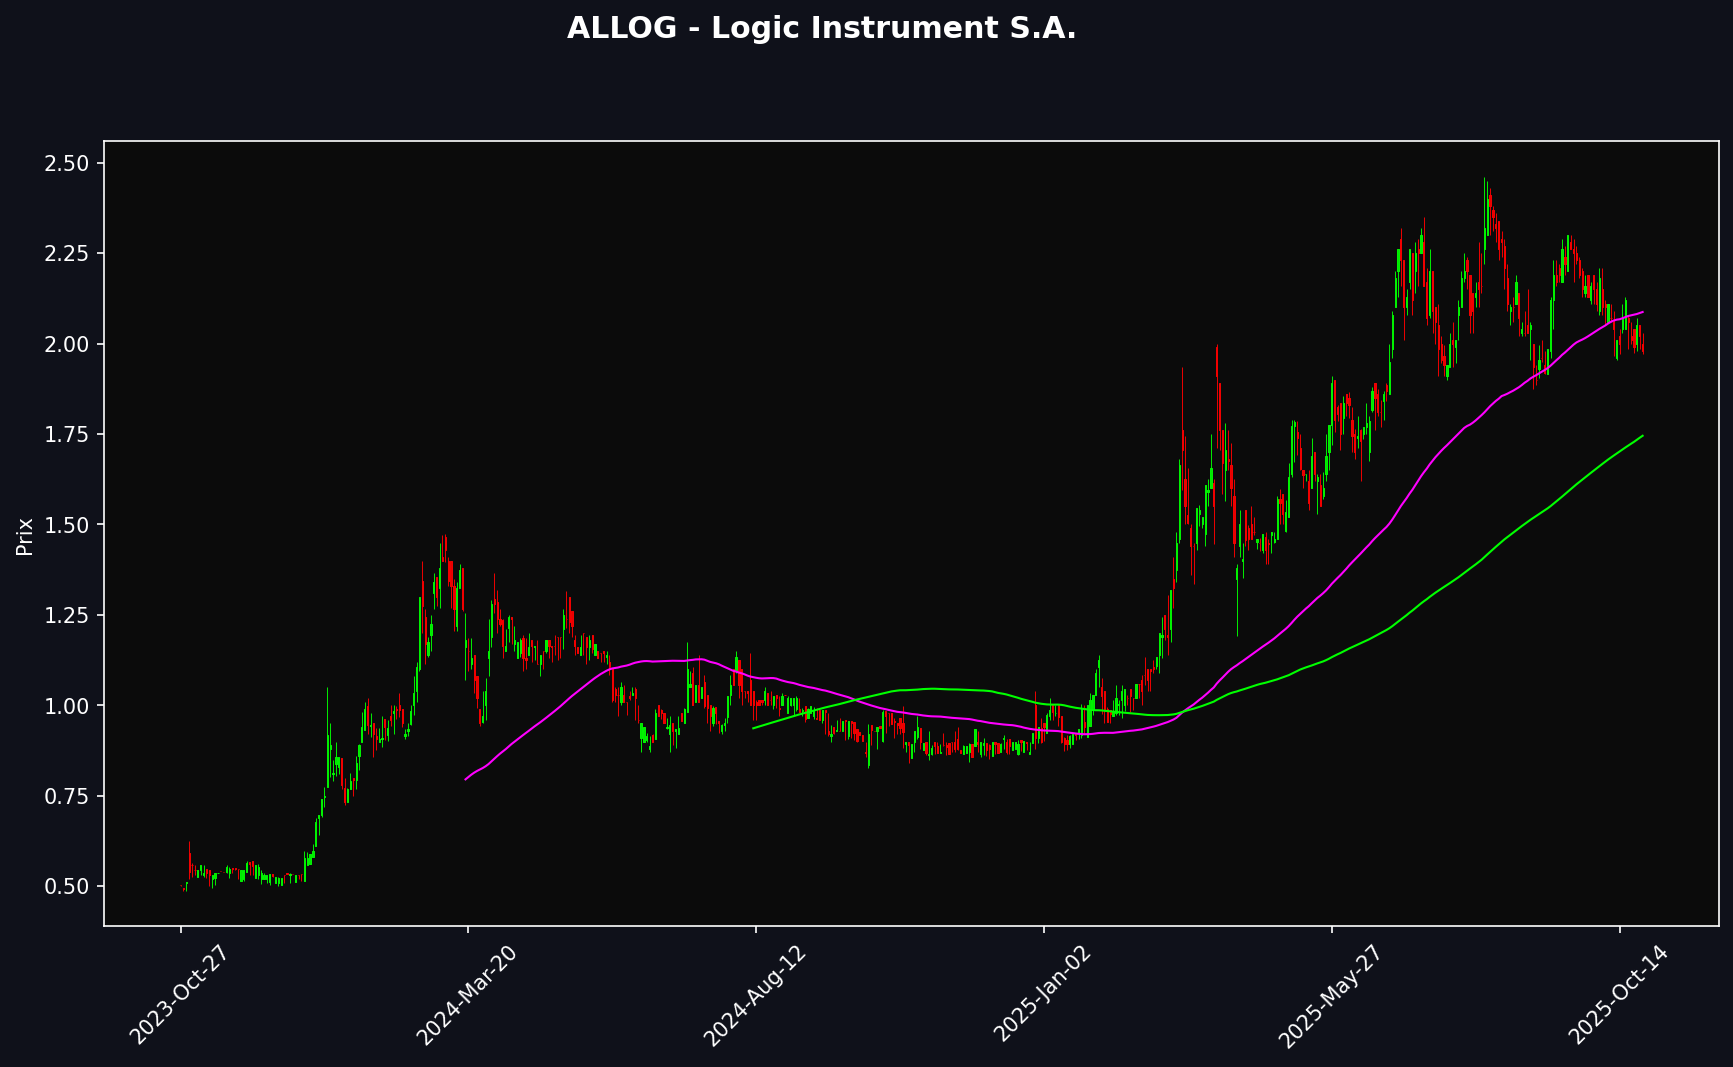 ALLOG - Logic Instrument S.A.
Prix
2.50
2.25
2.00
1.75
1.50
1.25
1.00
0.75
0.50
2023-Oct-27
2024-Mar-20
2024-Aug-12
2025-Jan-02
2025-May-27
2025-Oct-14